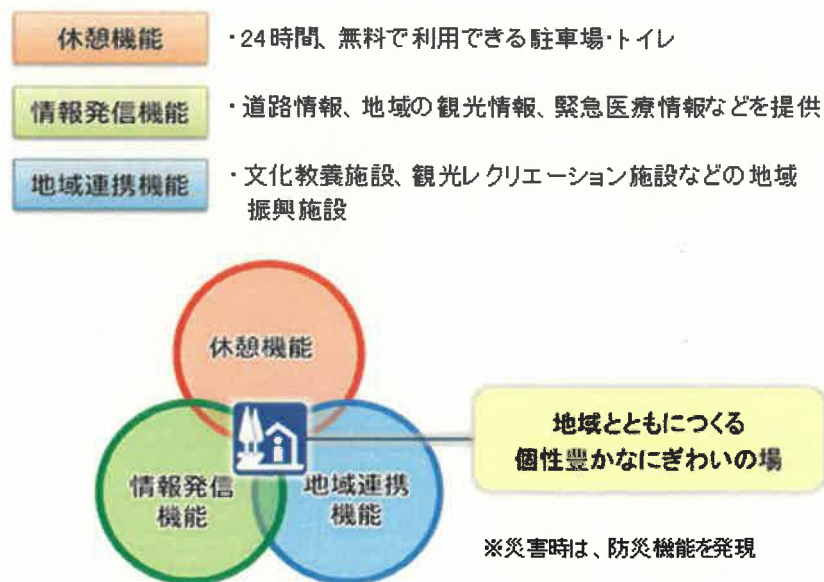 休憩機能
・24時間、無料で利用できる駐車場・トイレ
情報発信機能
・道路情報、地域の観光情報、緊急医療情報などを提供
地域連携機能
・文化教養施設、観光レクリエーション施設などの地域
振興施設
休憩機能
情報発信
機能
地域連携
機能
地域とともにつくる
個性豊かなにぎわいの場
※災害時は、防災機能を発現